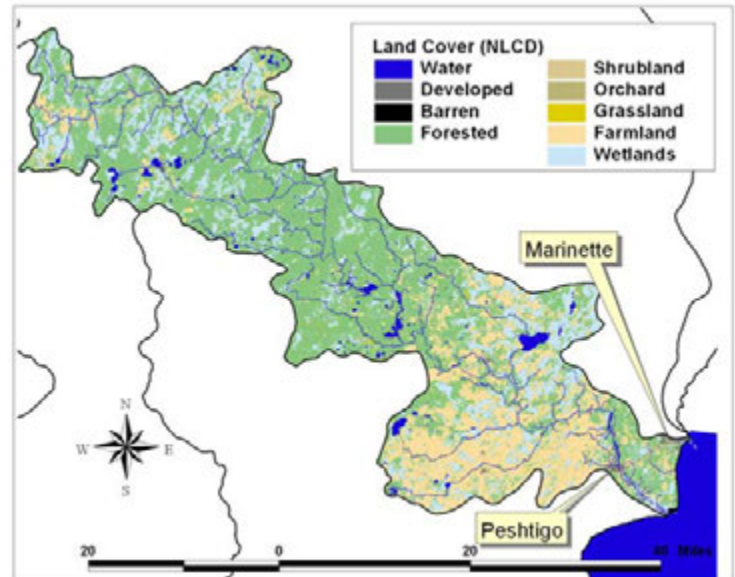 Land Cover (NLCD)
Water
Developed
Barren
Forested
Shrubland
Orchard
Grassland
Farmland
Wetlands
Marinette
N
W E
S
Peshtigo
20 0 20 40 Miles